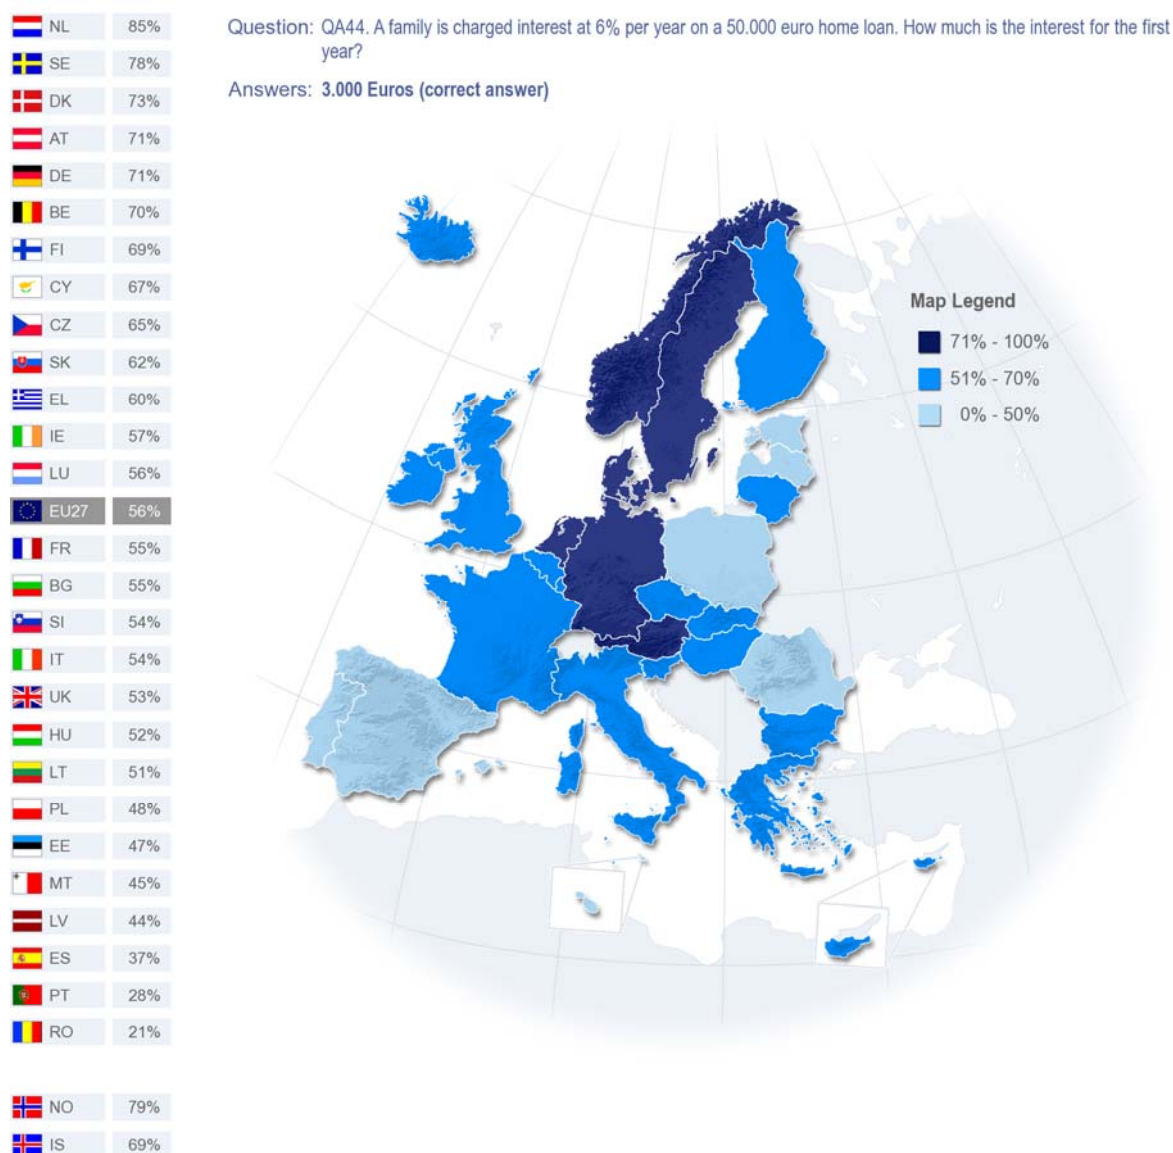 NL 85%
SE 78%
DK 73%
AT 71%
DE 71%
BE 70%
FI 69%
CY 67%
CZ 65%
SK 62%
EL 60%
IE 57%
LU 56%
EU27 56%
FR 55%
BG 55%
SI 54%
IT 54%
UK 53%
HU 52%
LT 51%
PL 48%
EE 47%
MT 45%
LV 44%
ES 37%
PT 28%
RO 21%
NO 79%
IS 69%
Question: QA44. A family is charged interest at 6% per year on a 50.000 euro home loan. How much is the interest for the first
year?
Answers: 3.000 Euros (correct answer)
Map Legend
71% - 100%
51% - 70%
0% - 50%